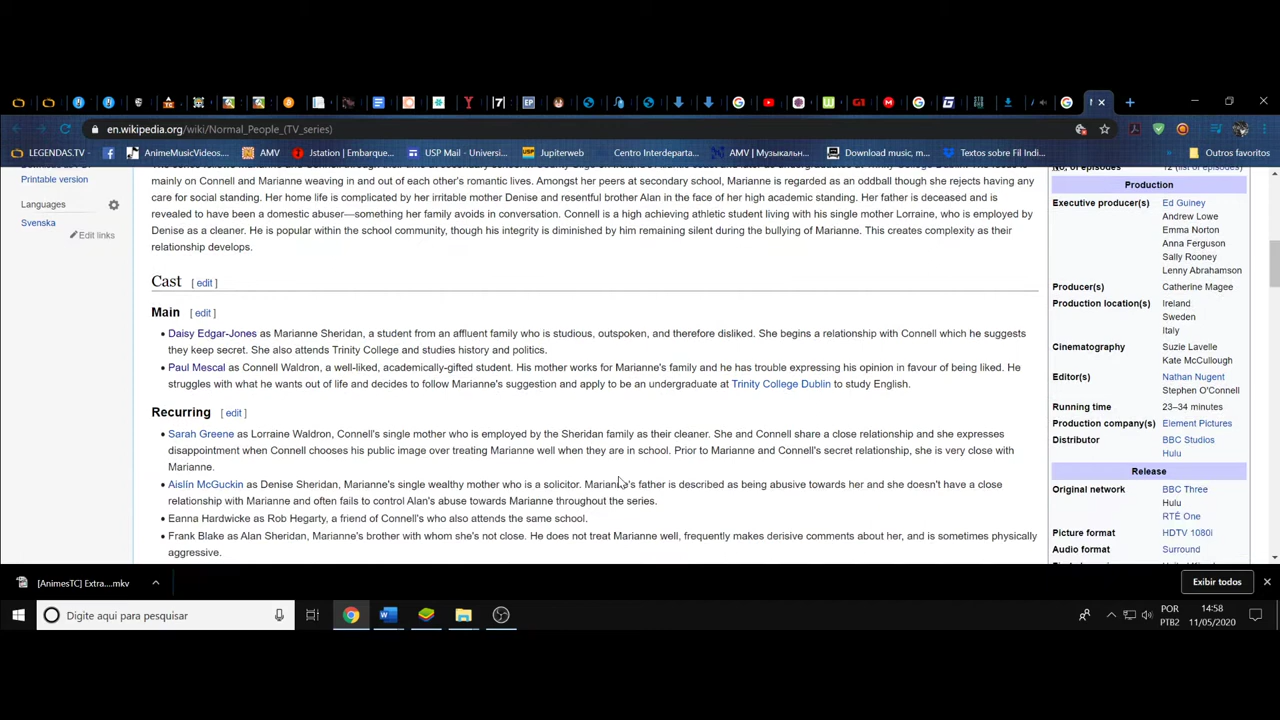 en.wikipedia.org/wiki/Normal_People_(TV_series)
LEGENDAS.TV - AnimeMusicVideos.... AMV Jstation | Embarque... USP Mail - Universi... Jupiterweb Centro Interdeparta... AMV | Музыкальн... Download music, m... Textos sobre Fil Indi... » Outros favoritos
Printable version
Languages
Svenska
Edit links
mainly on Connell and Marianne weaving in and out of each other's romantic lives. Amongst her peers at secondary school, Marianne is regarded as an oddball though she rejects having any
care for social standing. Her home life is complicated by her irritable mother Denise and resentful brother Alan in the face of her high academic standing. Her father is deceased and is
revealed to have been a domestic abuser—something her family avoids in conversation. Connell is a high achieving athletic student living with his single mother Lorraine, who is employed by
Denise as a cleaner. He is popular within the school community, though his integrity is diminished by him remaining silent during the bullying of Marianne. This creates complexity as their
relationship develops.
Cast [ edit ]
Main [ edit ]
• Daisy Edgar-Jones as Marianne Sheridan, a student from an affluent family who is studious, outspoken, and therefore disliked. She begins a relationship with Connell which he suggests
they keep secret. She also attends Trinity College and studies history and politics.
• Paul Mescal as Connell Waldron, a well-liked, academically-gifted student. His mother works for Marianne's family and he has trouble expressing his opinion in favour of being liked. He
struggles with what he wants out of life and decides to follow Marianne's suggestion and apply to be an undergraduate at Trinity College Dublin to study English.
Recurring [ edit ]
• Sarah Greene as Lorraine Waldron, Connell's single mother who is employed by the Sheridan family as their cleaner. She and Connell share a close relationship and she expresses
disappointment when Connell chooses his public image over treating Marianne well when they are in school. Prior to Marianne and Connell's secret relationship, she is very close with
Marianne.
• Aislín McGuckin as Denise Sheridan, Marianne's single wealthy mother who is a solicitor. Marianne's father is described as being abusive towards her and she doesn't have a close
relationship with Marianne and often fails to control Alan's abuse towards Marianne throughout the series.
• Eanna Hardwicke as Rob Hegarty, a friend of Connell's who also attends the same school.
• Frank Blake as Alan Sheridan, Marianne's brother with whom she's not close. He does not treat Marianne well, frequently makes derisive comments about her, and is sometimes physically
aggressive.
No. of episodes 12 (list of episodes)
Production
Executive producer(s) Ed Guiney
Andrew Lowe
Emma Norton
Anna Ferguson
Sally Rooney
Lenny Abrahamson
Producer(s) Catherine Magee
Production location(s) Ireland
Sweden
Italy
Cinematography Suzie Lavelle
Kate McCullough
Editor(s) Nathan Nugent
Stephen O'Connell
Running time 23–34 minutes
Production company(s) Element Pictures
Distributor BBC Studios
Hulu
Release
Original network BBC Three
Hulu
RTÉ One
Picture format HDTV 1080i
Audio format Surround
[AnimesTC] Extra....mkv
Exibir todos
Digite aqui para pesquisar
POR
PTB2
14:58
11/05/2020